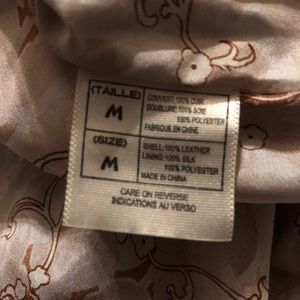 (TAILLE)
M
COUVERT:100% CUIR
DOUBLURE:100% SOIE
100% POLYESTER
FABRIQUE EN CHINE
(SIZE)
M
SHELL:100% LEATHER
LINING:100% SILK
100% POLYESTER
MADE IN CHINA
CARE ON REVERSE
INDICATIONS AU VERSO